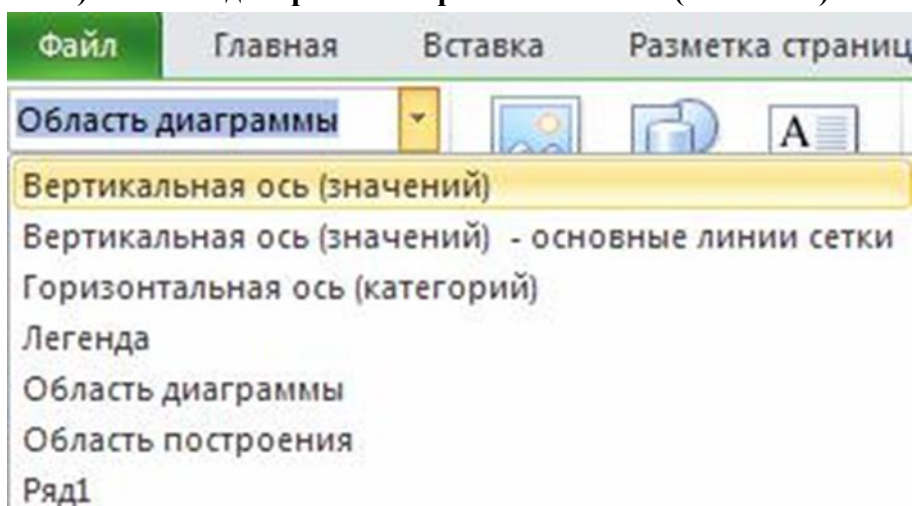 Файл Главная Вставка Разметка страниц
Область диаграммы
A
Вертикальная ось (значений)
Вертикальная ось (значений) - основные линии сетки
Горизонтальная ось (категорий)
Легенда
Область диаграммы
Область построения
Ряд1